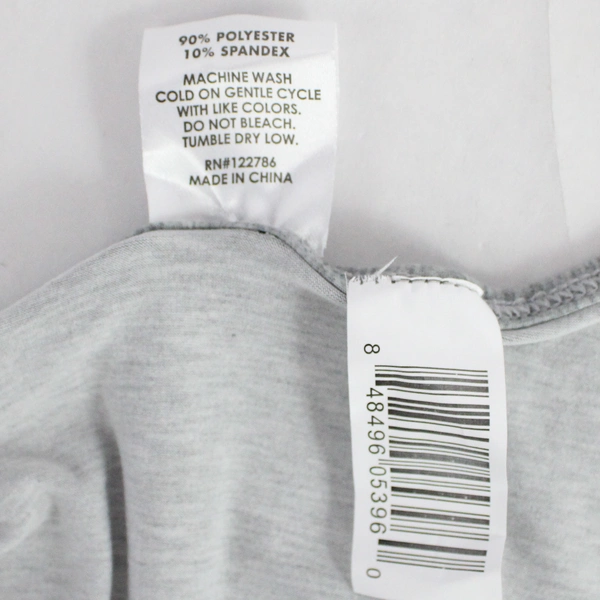 90% POLYESTER
10% SPANDEX
MACHINE WASH
COLD ON GENTLE CYCLE
WITH LIKE COLORS.
DO NOT BLEACH.
TUMBLE DRY LOW.
RN#122786
MADE IN CHINA
8 48496 05396 0